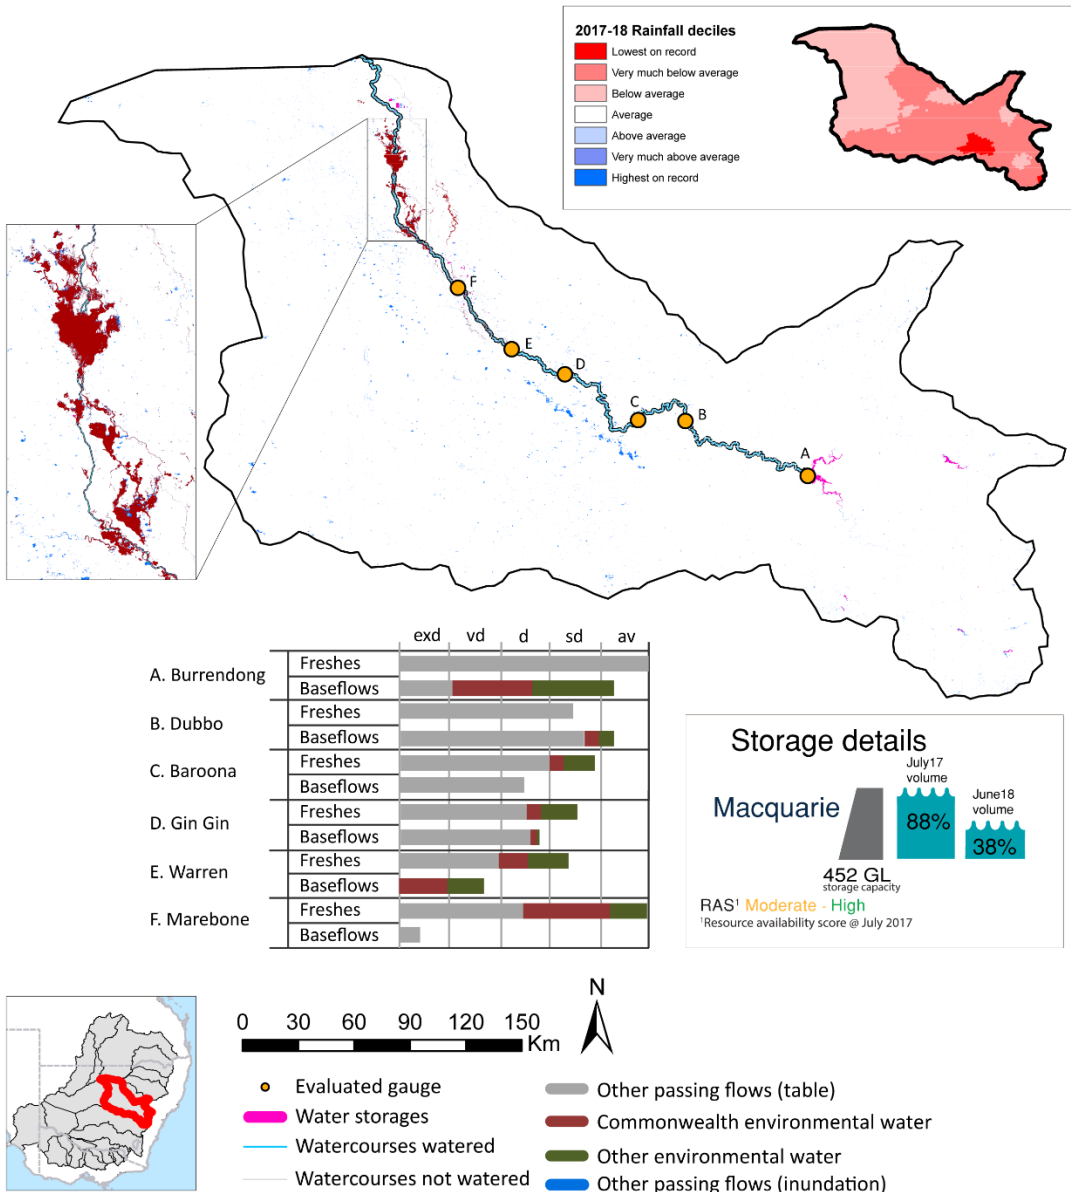 2017-18 Rainfall deciles
Lowest on record
Very much below average
Below average
Average
Above average
Very much above average
Highest on record
F
E
D
C
B
A
exd vd d sd av
A. Burrendong Freshes
Baseflows
B. Dubbo Freshes
Baseflows
C. Baroona Freshes
Baseflows
D. Gin Gin Freshes
Baseflows
E. Warren Freshes
Baseflows
F. Marebone Freshes
Baseflows
Storage details
July17
volume
June18
volume
Macquarie
88%
38%
452 GL
storage capacity
RAS¹ Moderate - High
¹Resource availability score @ July 2017
N
0 30 60 90 120 150
Km
Evaluated gauge
Water storages
Watercourses watered
Watercourses not watered
Other passing flows (table)
Commonwealth environmental water
Other environmental water
Other passing flows (inundation)